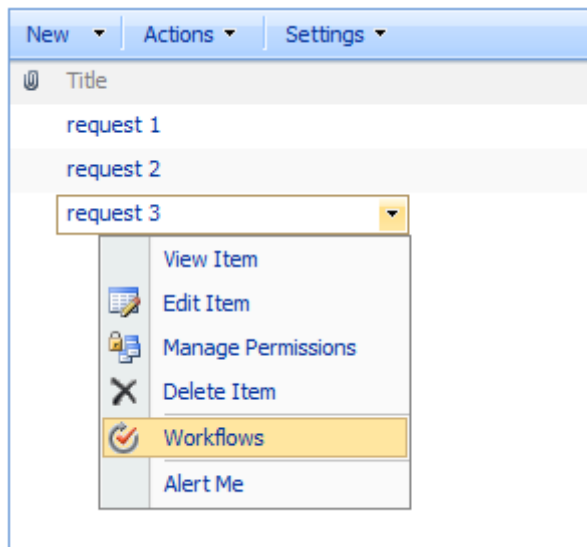 New Actions Settings
Title
request 1
request 2
request 3
View Item
Edit Item
Manage Permissions
Delete Item
Workflows
Alert Me